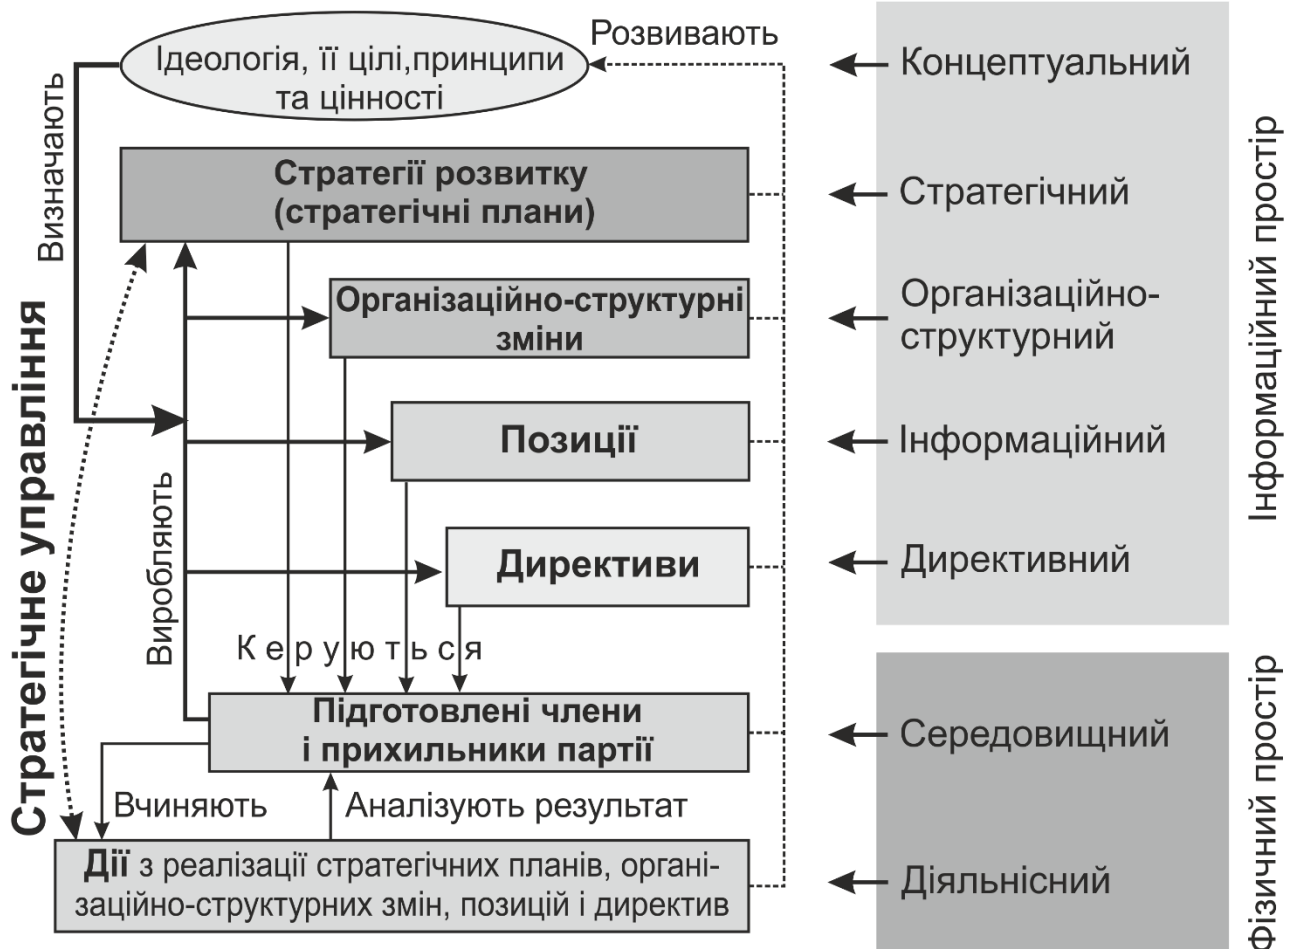 Розвивають
Ідеологія, її цілі,принципи
та цінності
Концептуальний
Визначають
Стратегії розвитку
(стратегічні плани)
Стратегічний
Організаційно-структурні
зміни
Організаційно-
структурний
Інформаційний простір
Стратегічне управління
Позиції
Інформаційний
Виробляють
Директиви
Директивний
Керуються
Підготовлені члени
і прихильники партії
Середовищний
Фізичний простір
Вчиняють
Аналізують результат
Дії з реалізації стратегічних планів, органі-
заційно-структурних змін, позицій і директив
Діяльнісний